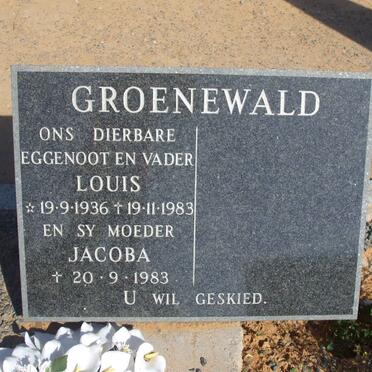 GROENEWALD
ONS DIERBARE
EGGENOOT EN VADER
LOUIS
☆ 19·9·1936 † 19·11·1983
EN SY MOEDER
JACOBA
† 20·9·1983
U WIL GESKIED.